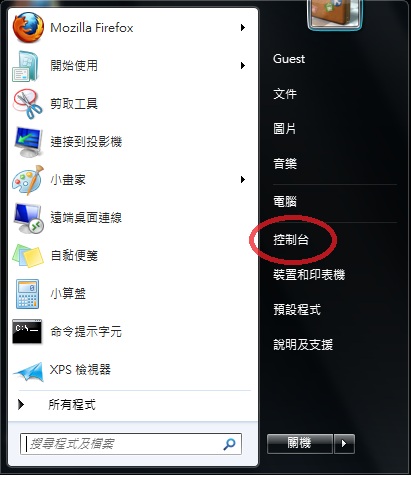 Mozilla Firefox
開始使用
剪取工具
連接到投影機
小畫家
遠端桌面連線
自黏便箋
小算盤
命令提示字元
XPS 檢視器
所有程式
搜尋程式及檔案
Guest
文件
圖片
音樂
電腦
控制台
裝置和印表機
預設程式
說明及支援
關機